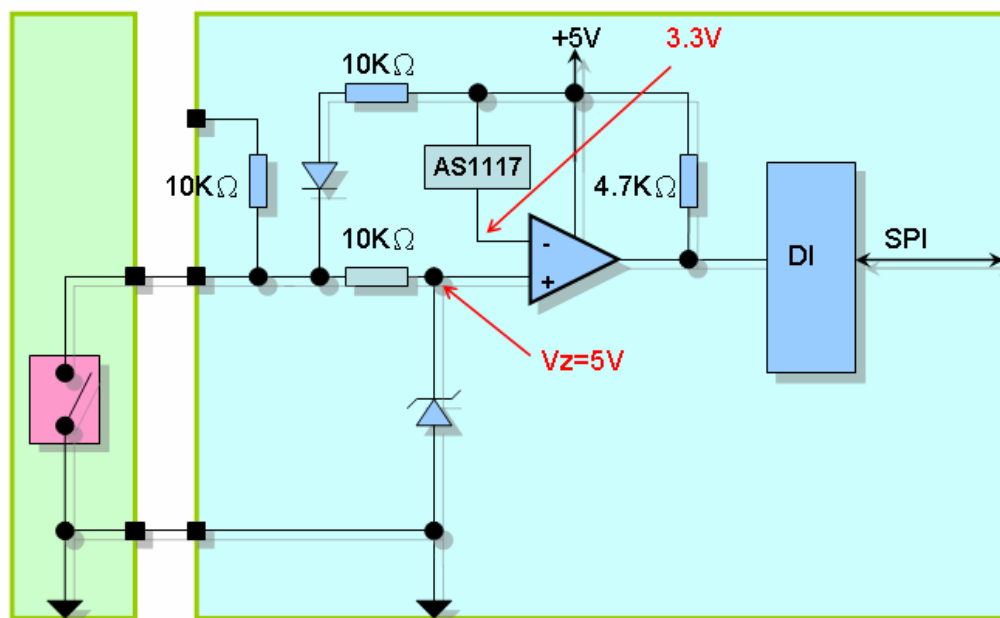 +5V
3.3V
10KΩ
AS1117
10KΩ
4.7KΩ
10KΩ
-
+
DI
SPI
Vz=5V